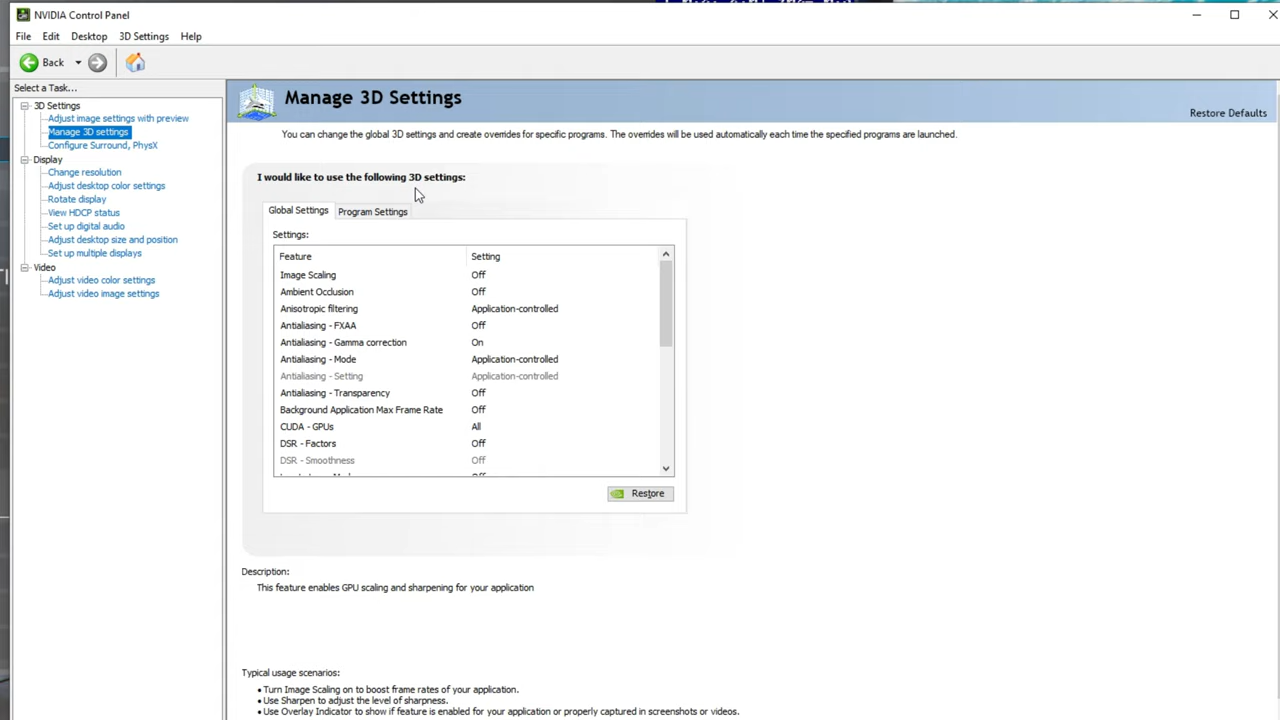 NVIDIA Control Panel
File Edit Desktop 3D Settings Help
Back
Select a Task...
3D Settings
Adjust image settings with preview
Manage 3D settings
Configure Surround, PhysX
Display
Change resolution
Adjust desktop color settings
Rotate display
View HDCP status
Set up digital audio
Adjust desktop size and position
Set up multiple displays
Video
Adjust video color settings
Adjust video image settings
Manage 3D Settings
Restore Defaults
You can change the global 3D settings and create overrides for specific programs. The overrides will be used automatically each time the specified programs are launched.
I would like to use the following 3D settings:
Global Settings Program Settings
Settings:
Feature Setting
Image Scaling Off
Ambient Occlusion Off
Anisotropic filtering Application-controlled
Antialiasing - FXAA Off
Antialiasing - Gamma correction On
Antialiasing - Mode Application-controlled
Antialiasing - Setting Application-controlled
Antialiasing - Transparency Off
Background Application Max Frame Rate Off
CUDA - GPUs All
DSR - Factors Off
DSR - Smoothness Off
Restore
Description:
This feature enables GPU scaling and sharpening for your application
Typical usage scenarios:
• Turn Image Scaling on to boost frame rates of your application.
• Use Sharpen to adjust the level of sharpness.
• Use Overlay Indicator to show if feature is enabled for your application or properly captured in screenshots or videos.